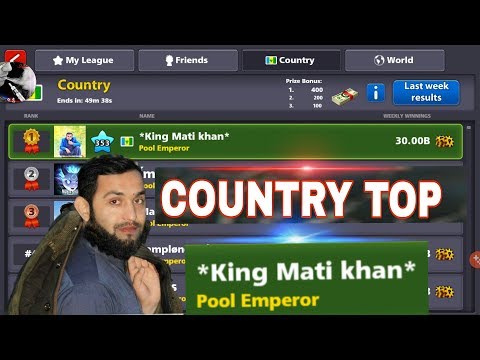 My League
Friends
Country
World
Country
Ends in: 49m 38s
Prize Bonus:
1. 400
2. 200
3. 100
Last week results
RANK
NAME
WEEKLY WINNINGS
1
353
*King Mati khan*
Pool Emperor
30.00B
2
3
COUNTRY TOP
*King Mati khan*
Pool Emperor